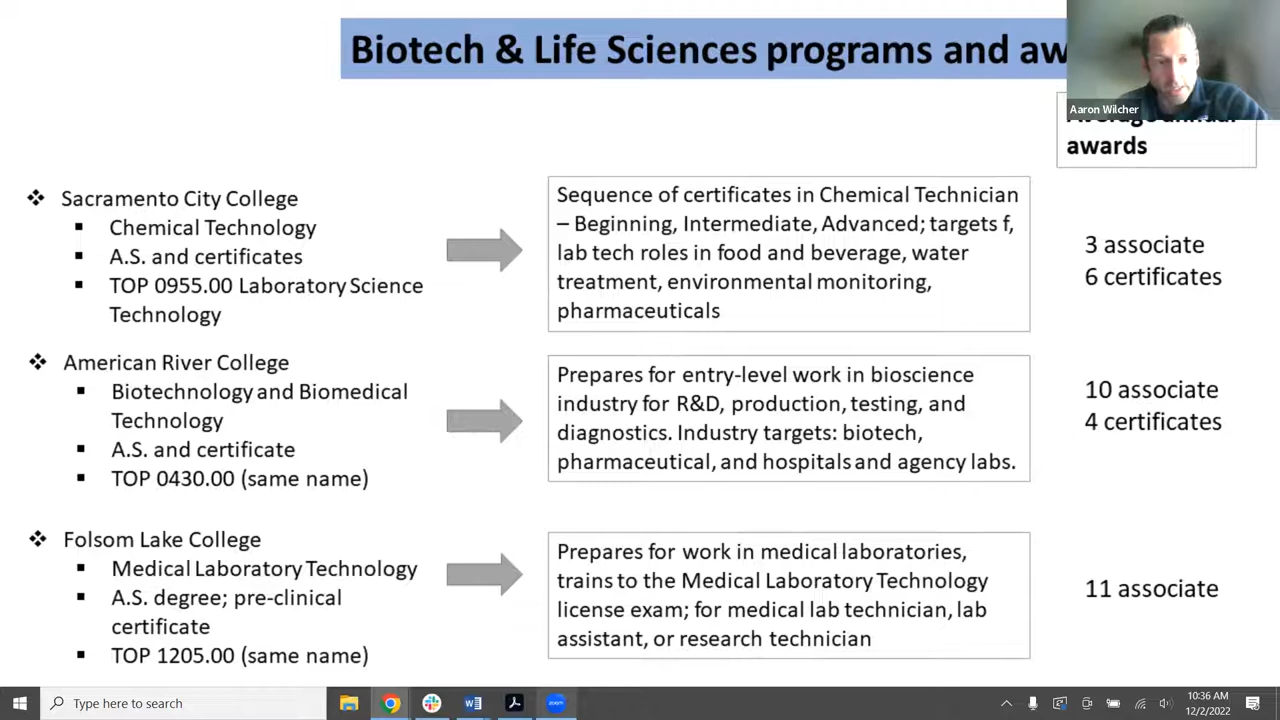 Biotech & Life Sciences programs and
Aaron Wilcher
awards
❖ Sacramento City College
▪ Chemical Technology
▪ A.S. and certificates
▪ TOP 0955.00 Laboratory Science
Technology
Sequence of certificates in Chemical Technician
– Beginning, Intermediate, Advanced; targets f,
lab tech roles in food and beverage, water
treatment, environmental monitoring,
pharmaceuticals
3 associate
6 certificates
❖ American River College
▪ Biotechnology and Biomedical
Technology
▪ A.S. and certificate
▪ TOP 0430.00 (same name)
Prepares for entry-level work in bioscience
industry for R&D, production, testing, and
diagnostics. Industry targets: biotech,
pharmaceutical, and hospitals and agency labs.
10 associate
4 certificates
❖ Folsom Lake College
▪ Medical Laboratory Technology
▪ A.S. degree; pre-clinical
certificate
▪ TOP 1205.00 (same name)
Prepares for work in medical laboratories,
trains to the Medical Laboratory Technology
license exam; for medical lab technician, lab
assistant, or research technician
11 associate
Type here to search
zoom
10:36 AM
12/2/2022